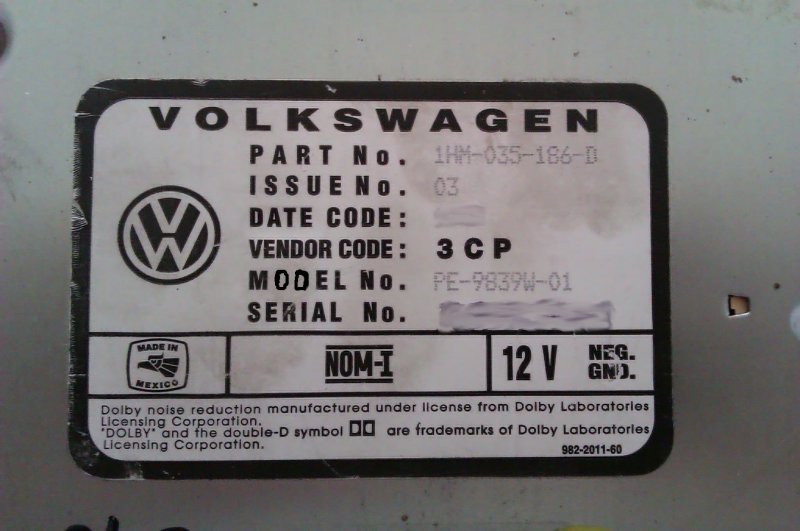 VOLKSWAGEN
PART No. 1HM-035-186-D
ISSUE No. 03
DATE CODE:
VENDOR CODE: 3CP
MODEL No. PE-9839W-01
SERIAL No.
MADE IN
MEXICO
NOM-I
12 V
NEG.
GND.
Dolby noise reduction manufactured under license from Dolby Laboratories
Licensing Corporation.
"DOLBY" and the double-D symbol are trademarks of Dolby Laboratories
Licensing Corporation.
982-2011-60